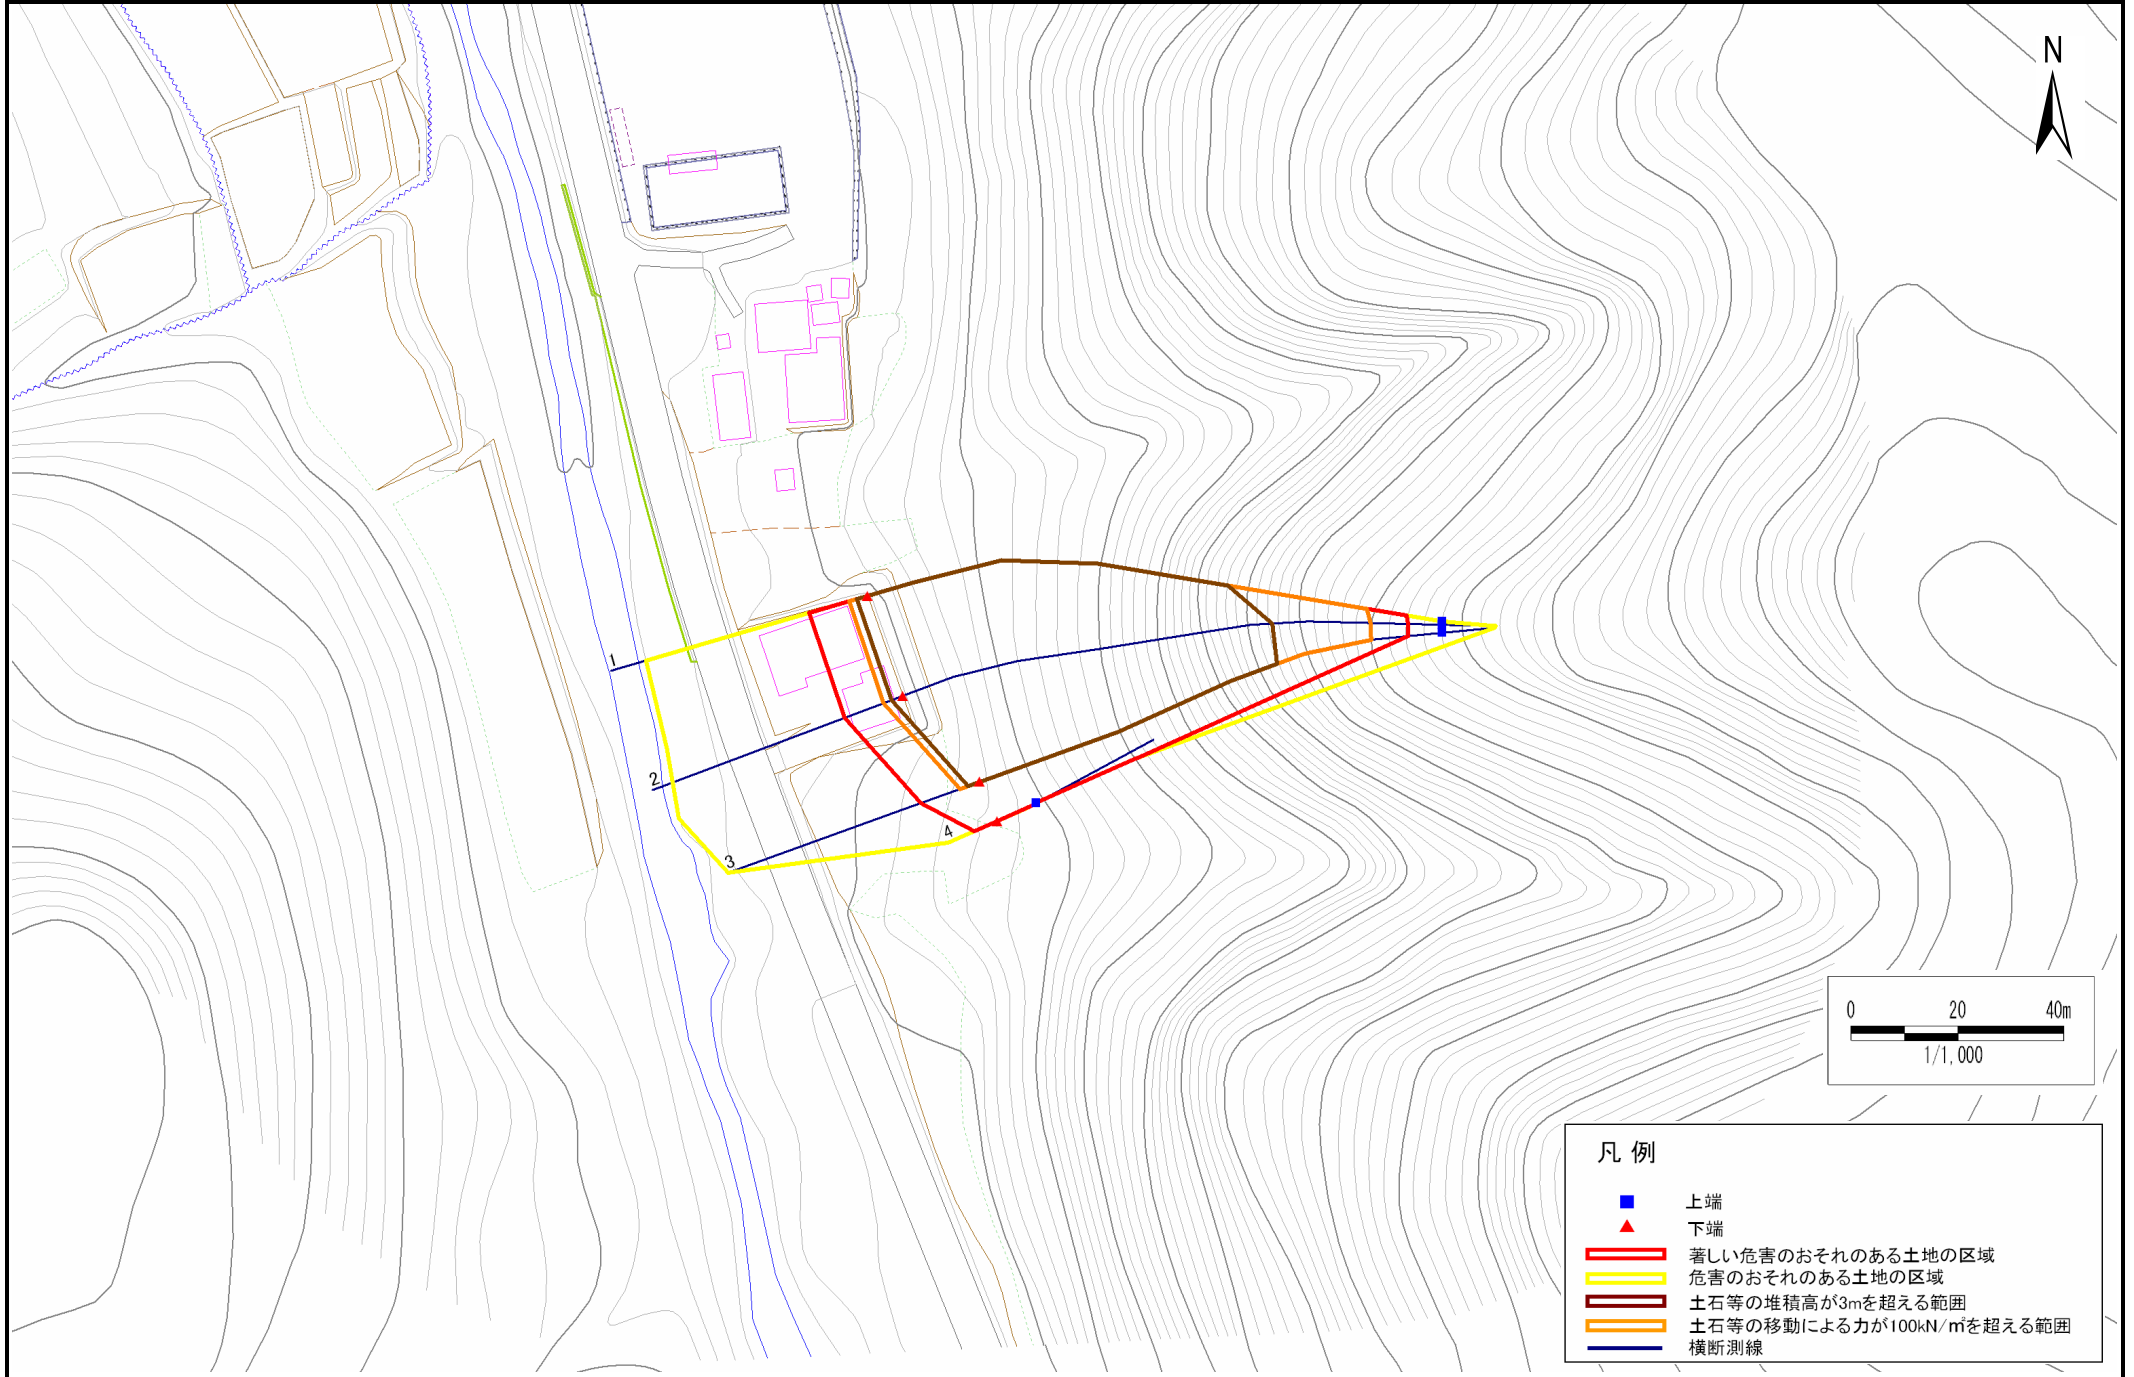 N
1
2
3
4
0 20 40m
1/1,000
凡 例
上端
下端
著しい危害のおそれのある土地の区域
危害のおそれのある土地の区域
土石等の堆積高が3mを超える範囲
土石等の移動による力が100kN/㎡を超える範囲
横断測線